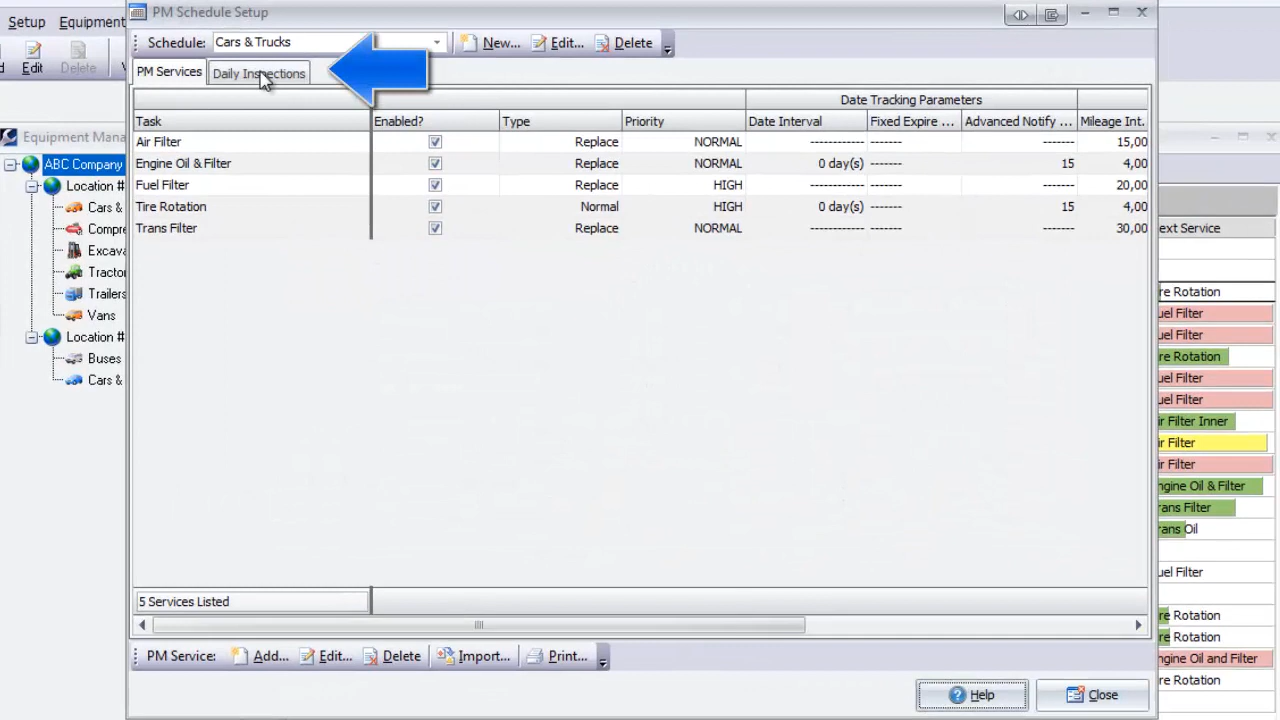 PM Schedule Setup
Setup Equipment
Schedule: Cars & Trucks New... Edit... Delete
Edit Delete
PM Services Daily Inspections
Date Tracking Parameters
Task Enabled? Type Priority Date Interval Fixed Expire ... Advanced Notify ... Mileage Int.
Air Filter Replace NORMAL ------------ ------- ------- 15,00
Engine Oil & Filter Replace NORMAL 0 day(s) ------- 15 4,00
Fuel Filter Replace HIGH ------------ ------- ------- 20,00
Tire Rotation Normal HIGH 0 day(s) ------- 15 4,00
Trans Filter Replace NORMAL ------------ ------- ------- 30,00
5 Services Listed
PM Service: Add... Edit... Delete Import... Print...
Help Close
Equipment Mana
ABC Company
Location #
Cars &
Compre
Excava
Tractor
Trailers
Vans
Location #
Buses
Cars &
ext Service
re Rotation
uel Filter
uel Filter
re Rotation
uel Filter
uel Filter
ir Filter Inner
ir Filter
ir Filter
ngine Oil & Filter
rans Filter
rans Oil
uel Filter
re Rotation
re Rotation
ngine Oil and Filter
re Rotation